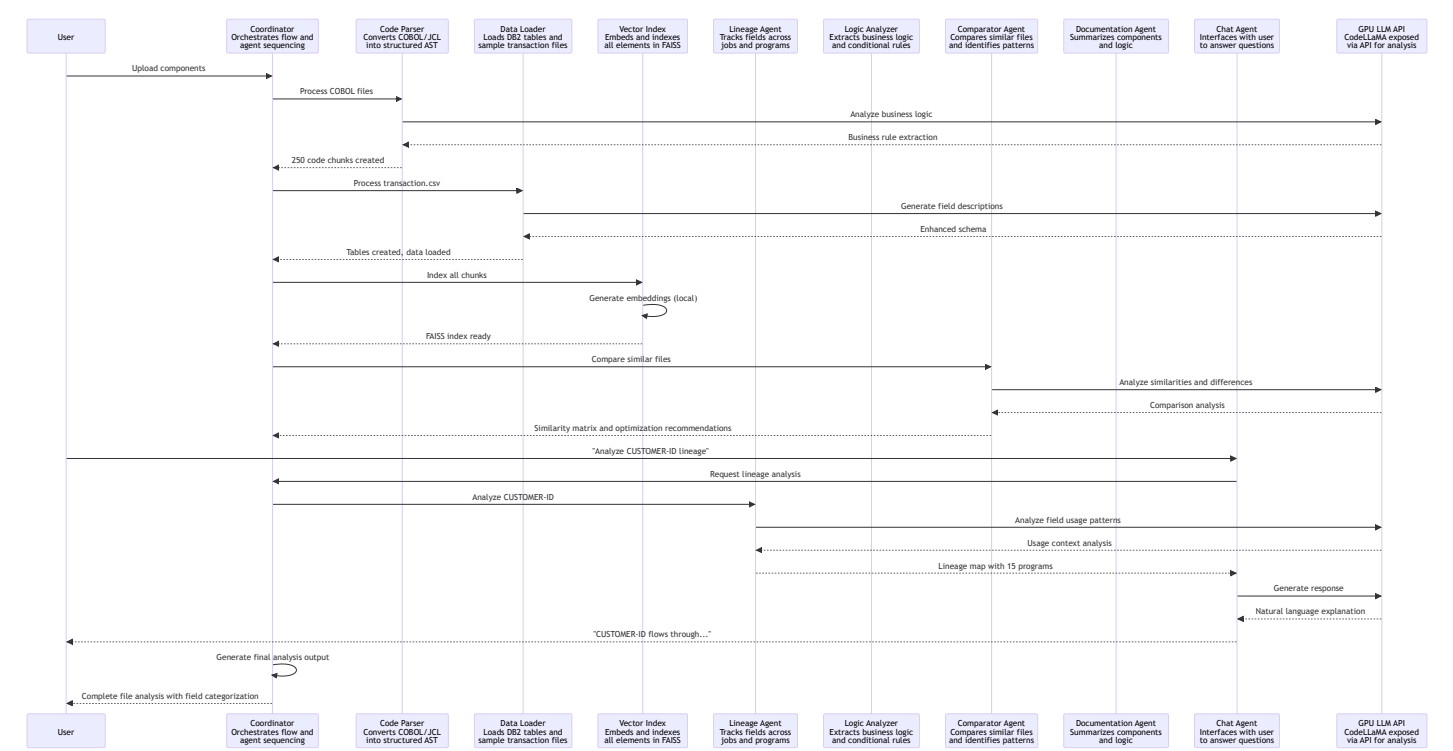 User
Coordinator
Orchestrates flow and
agent sequencing
Code Parser
Converts COBOL/JCL
into structured AST
Data Loader
Loads DB2 tables and
sample transaction files
Vector Index
Embeds and indexes
all elements in FAISS
Lineage Agent
Tracks fields across
jobs and programs
Logic Analyzer
Extracts business logic
and conditional rules
Comparator Agent
Compares similar files
and identifies patterns
Documentation Agent
Summarizes components
and logic
Chat Agent
Interfaces with user
to answer questions
GPU LLM API
CodeLLaMA exposed
via API for analysis
Upload components
Process COBOL files
Analyze business logic
Business rule extraction
250 code chunks created
Process transaction.csv
Generate field descriptions
Enhanced schema
Tables created, data loaded
Index all chunks
Generate embeddings (local)
FAISS index ready
Compare similar files
Analyze similarities and differences
Comparison analysis
Similarity matrix and optimization recommendations
"Analyze CUSTOMER-ID lineage"
Request lineage analysis
Analyze CUSTOMER-ID
Analyze field usage patterns
Usage context analysis
Lineage map with 15 programs
Generate response
Natural language explanation
"CUSTOMER-ID flows through..."
Generate final analysis output
Complete file analysis with field categorization
User
Coordinator
Orchestrates flow and
agent sequencing
Code Parser
Converts COBOL/JCL
into structured AST
Data Loader
Loads DB2 tables and
sample transaction files
Vector Index
Embeds and indexes
all elements in FAISS
Lineage Agent
Tracks fields across
jobs and programs
Logic Analyzer
Extracts business logic
and conditional rules
Comparator Agent
Compares similar files
and identifies patterns
Documentation Agent
Summarizes components
and logic
Chat Agent
Interfaces with user
to answer questions
GPU LLM API
CodeLLaMA exposed
via API for analysis